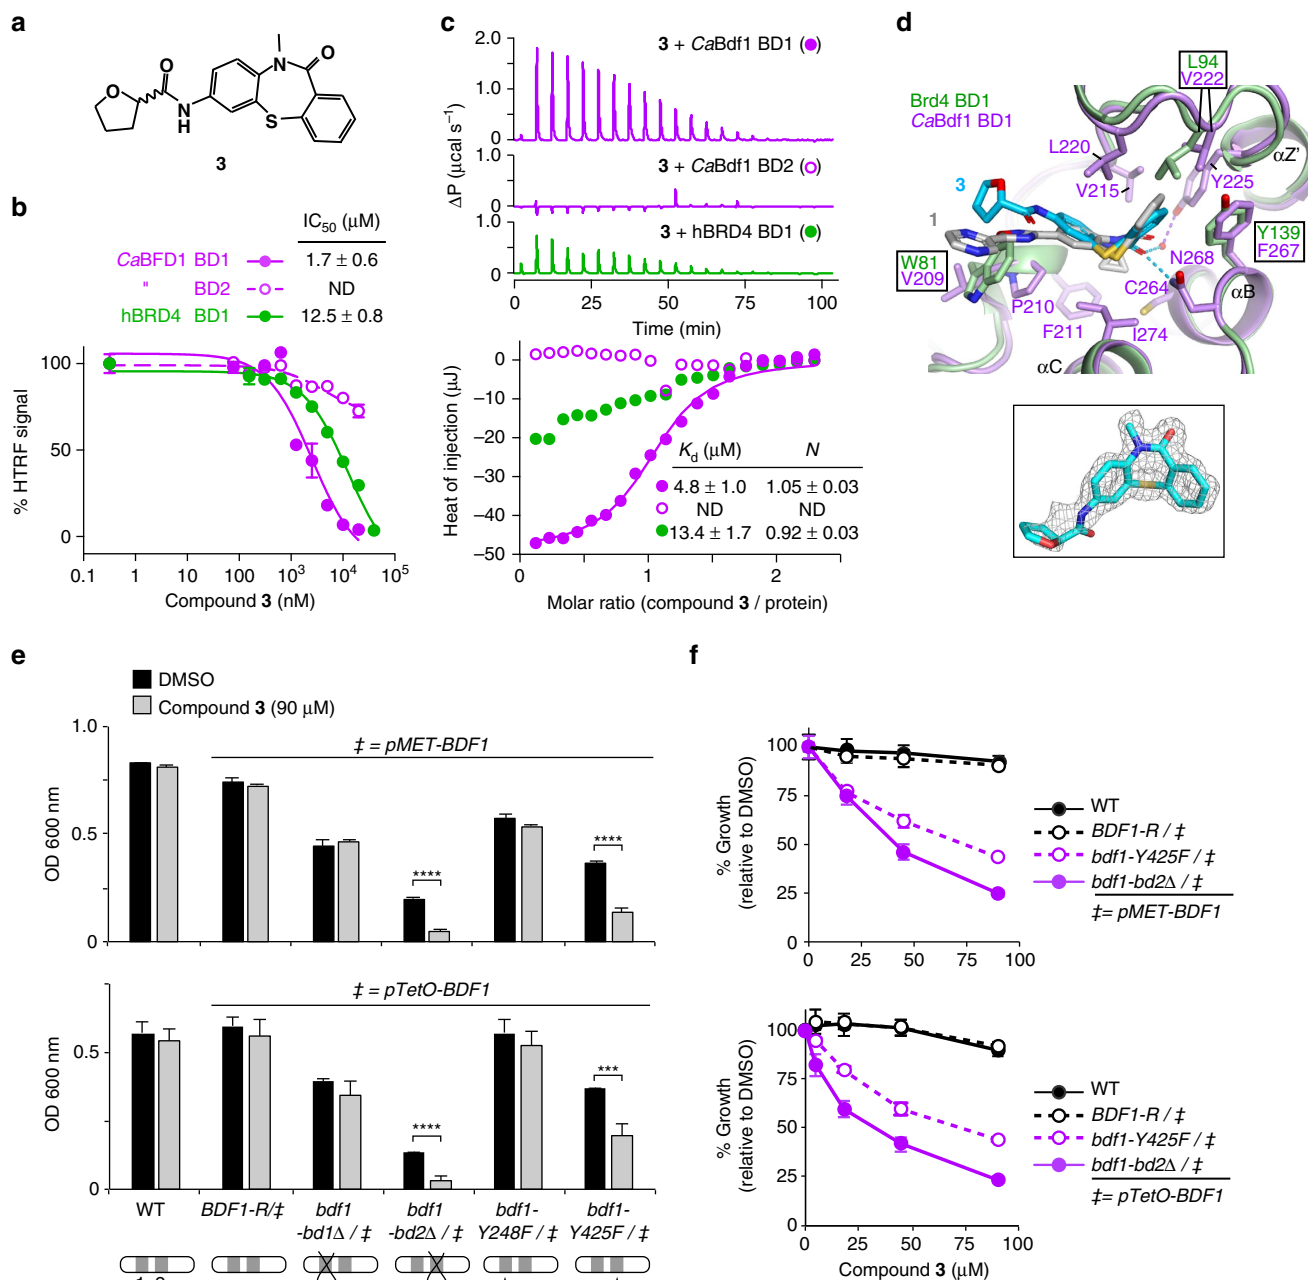 a
O
O
N
H
N
O
S
3
b
IC50 (μM)
CaBFD1 BD1 1.7 ± 0.6
" BD2 ND
hBRD4 BD1 12.5 ± 0.8
% HTRF signal
100
50
0
0.1 1 10 100 10³ 10⁴ 10⁵
Compound 3 (nM)
c
ΔP (μcal s⁻¹)
2.0
1.0
0
1.0
0
1.0
0
3 + CaBdf1 BD1 (●)
3 + CaBdf1 BD2 (○)
3 + hBRD4 BD1 (●)
0 25 50 75 100
Time (min)
Heat of injection (μJ)
0
−10
−20
−30
−40
−50
Kd (μM) N
4.8 ± 1.0 1.05 ± 0.03
ND ND
13.4 ± 1.7 0.92 ± 0.03
0 1 2
Molar ratio (compound 3 / protein)
d
L94
V222
Brd4 BD1
CaBdf1 BD1
L220
αZ'
V215
Y225
3
1
Y139
F267
W81
V209
N268
C264
αB
P210
F211
I274
αC
e
DMSO
Compound 3 (90 μM)
‡ = pMET-BDF1
OD 600 nm
1.0
0.5
0
****
****
‡ = pTetO-BDF1
OD 600 nm
0.5
0
****
***
WT BDF1-R/‡ bdf1 bdf1 bdf1- bdf1-
-bd1Δ / ‡ -bd2Δ / ‡ Y248F / ‡ Y425F / ‡
f
% Growth
(relative to DMSO)
100
75
50
25
0
0 25 50 75 100
WT
BDF1-R / ‡
bdf1-Y425F / ‡
bdf1-bd2Δ / ‡
‡= pMET-BDF1
% Growth
(relative to DMSO)
100
75
50
25
0
0 25 50 75 100
WT
BDF1-R / ‡
bdf1-Y425F / ‡
bdf1-bd2Δ / ‡
‡= pTetO-BDF1
Compound 3 (μM)